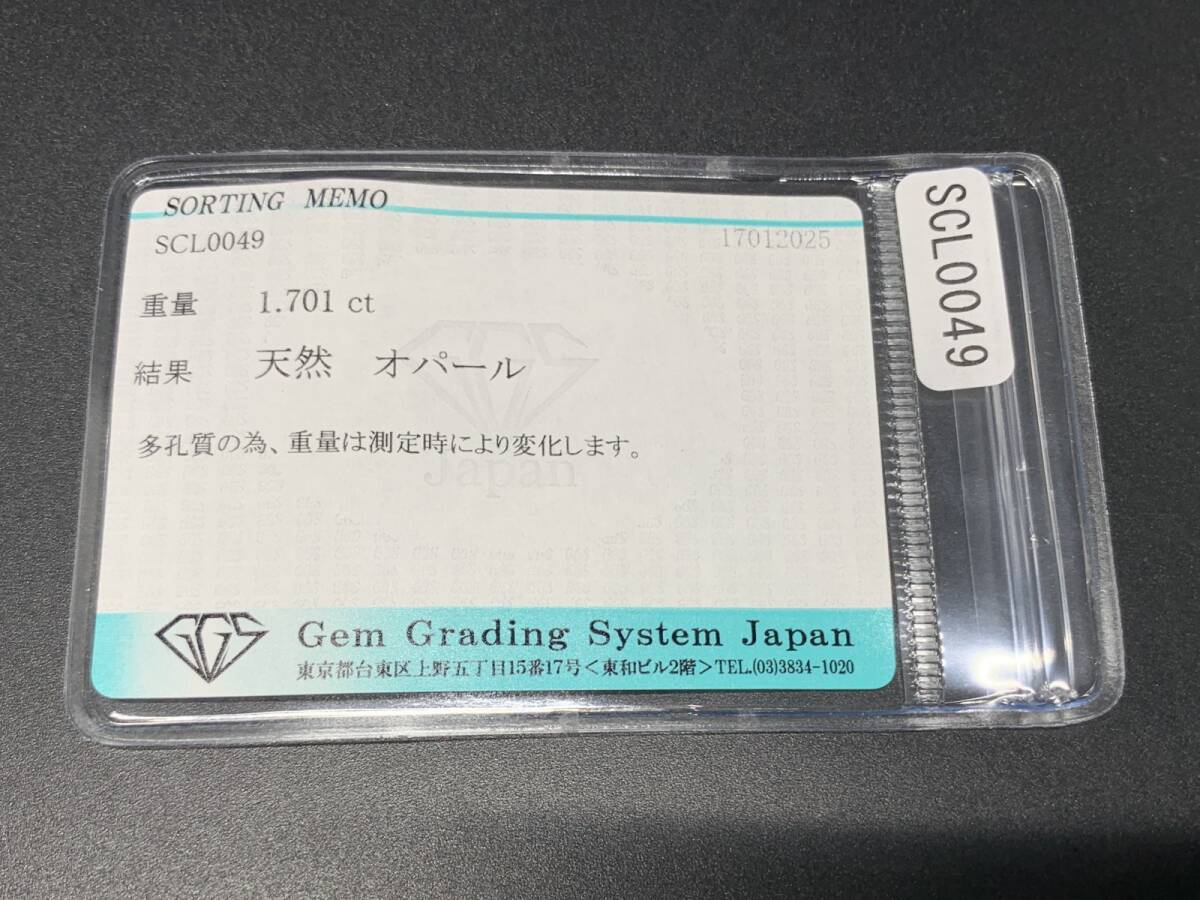 SORTING MEMO
SCL0049 17012025
重量 1.701 ct
結果 天然 オパール
多孔質の為、重量は測定時により変化します。
GGS
Japan
GGS Gem Grading System Japan
東京都台東区上野五丁目15番17号＜東和ビル2階＞TEL.(03)3834-1020
SCL0049